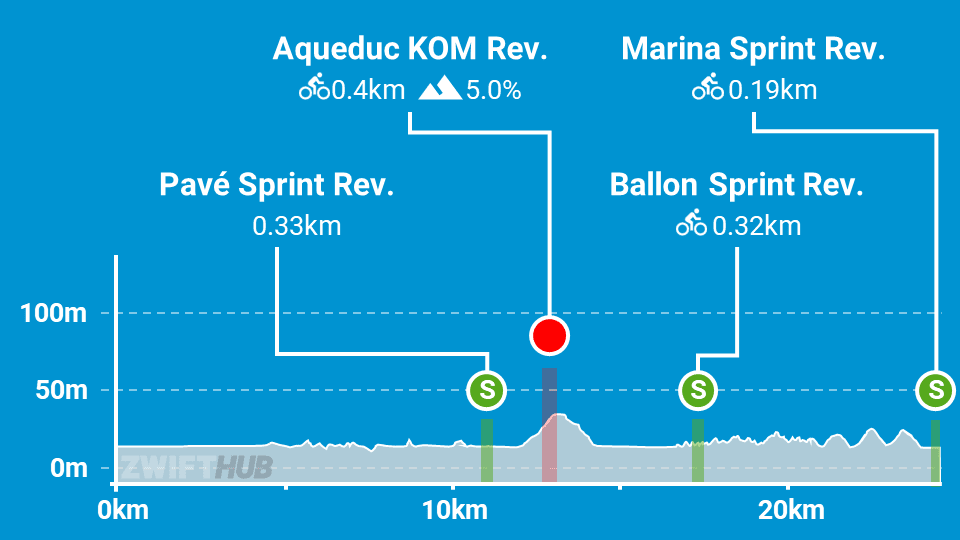 Aqueduc KOM Rev.
0.4km 5.0%
Marina Sprint Rev.
0.19km
Pavé Sprint Rev.
0.33km
Ballon Sprint Rev.
0.32km
100m
50m
0m
S
S
S
ZWIFTHUB
0km
10km
20km